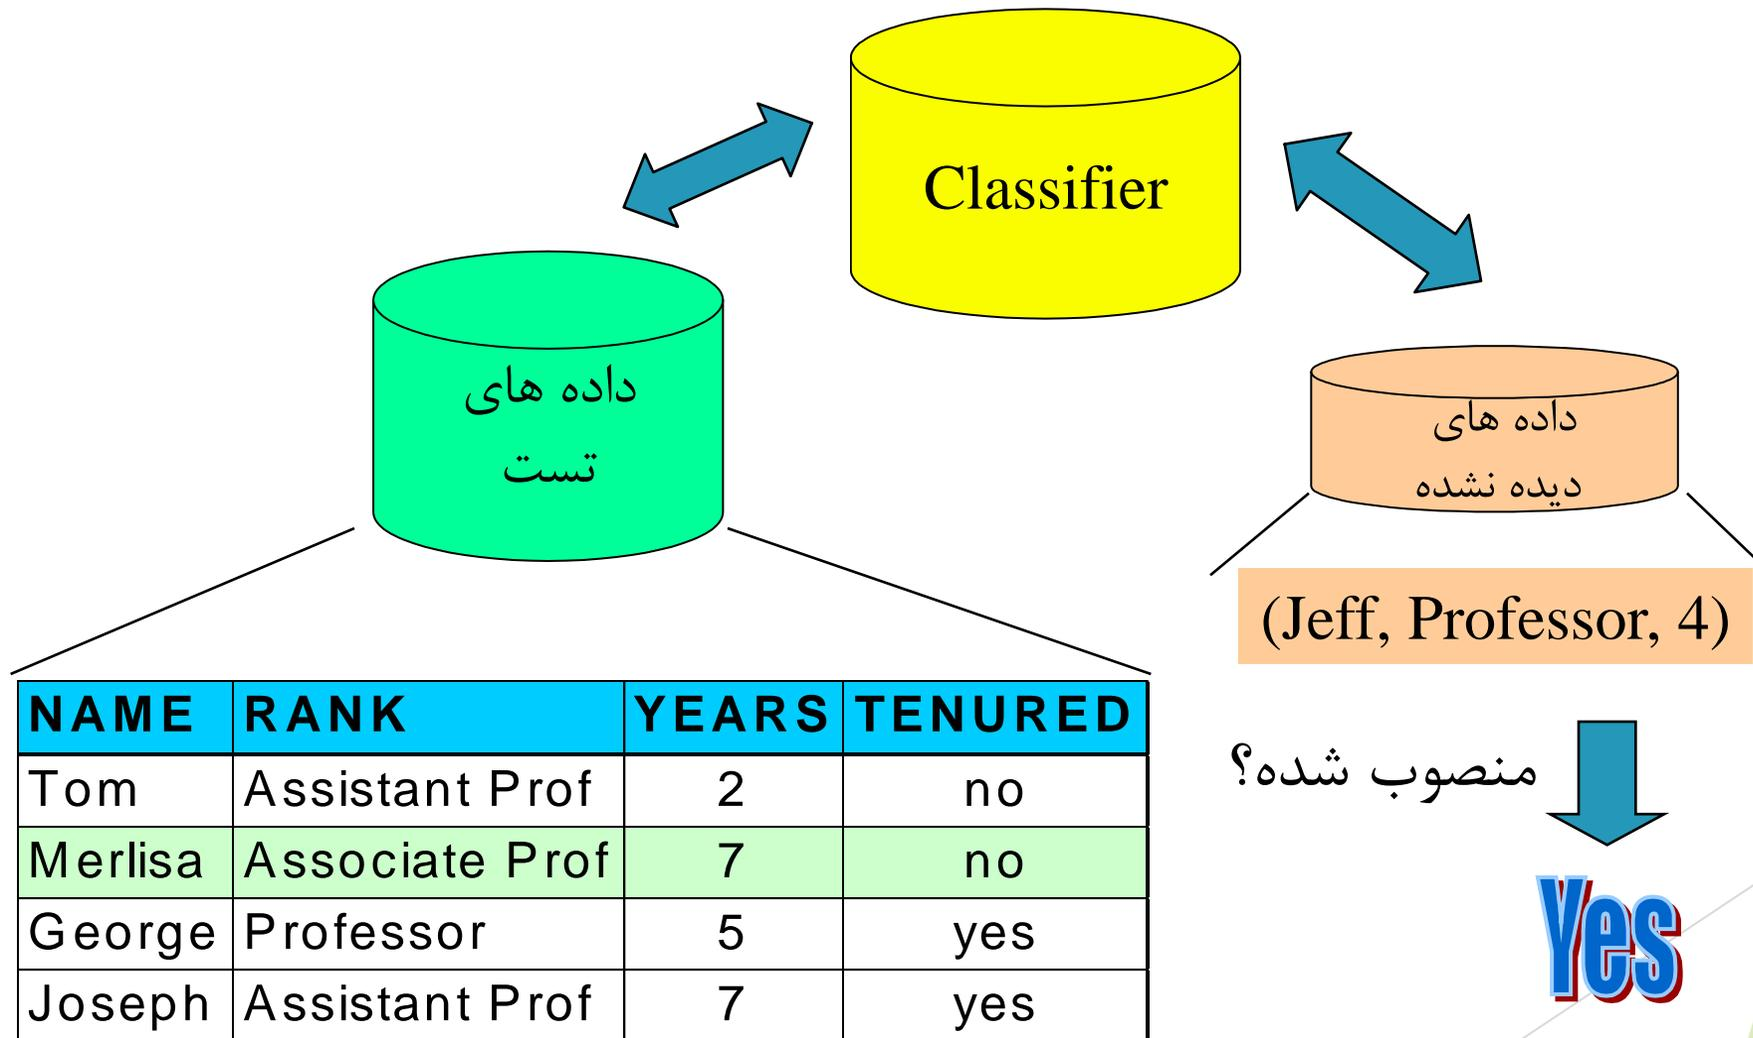 Classifier
داده های
تست
داده های
دیده نشده
(Jeff, Professor, 4)
NAME RANK YEARS TENURED
Tom Assistant Prof 2 no
Merlisa Associate Prof 7 no
George Professor 5 yes
Joseph Assistant Prof 7 yes
منصوب شده؟
Yes